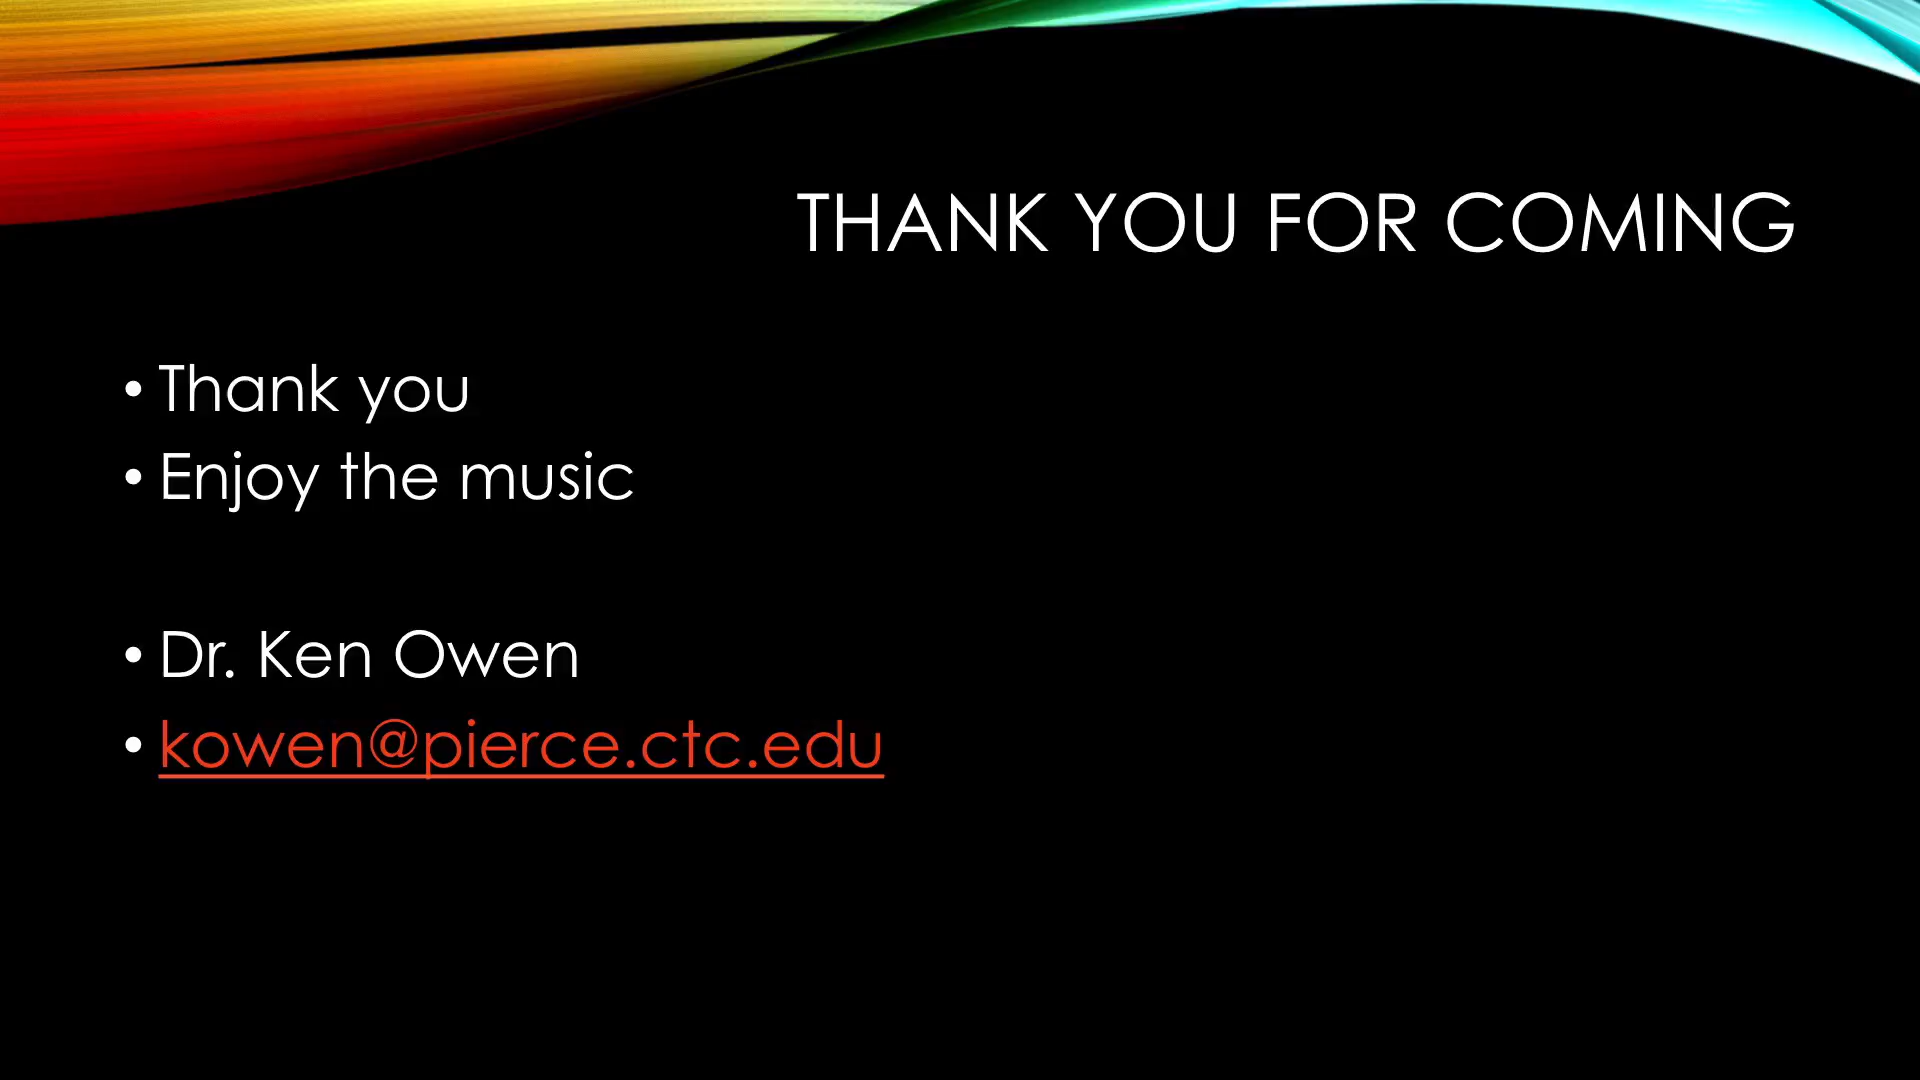 THANK YOU FOR COMING
• Thank you
• Enjoy the music
• Dr. Ken Owen
• kowen@pierce.ctc.edu